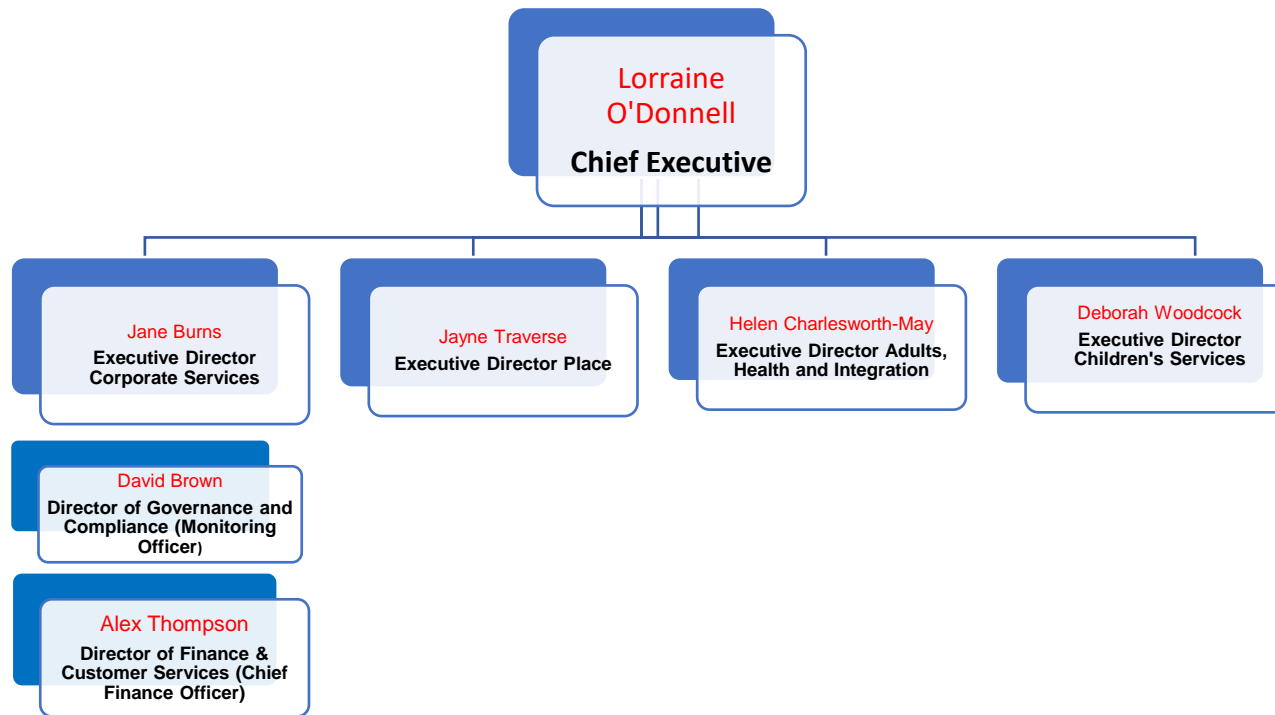 Lorraine
O'Donnell
Chief Executive
Jane Burns
Executive Director
Corporate Services
Jayne Traverse
Executive Director Place
Helen Charlesworth-May
Executive Director Adults,
Health and Integration
Deborah Woodcock
Executive Director
Children's Services
David Brown
Director of Governance and
Compliance (Monitoring
Officer)
Alex Thompson
Director of Finance &
Customer Services (Chief
Finance Officer)